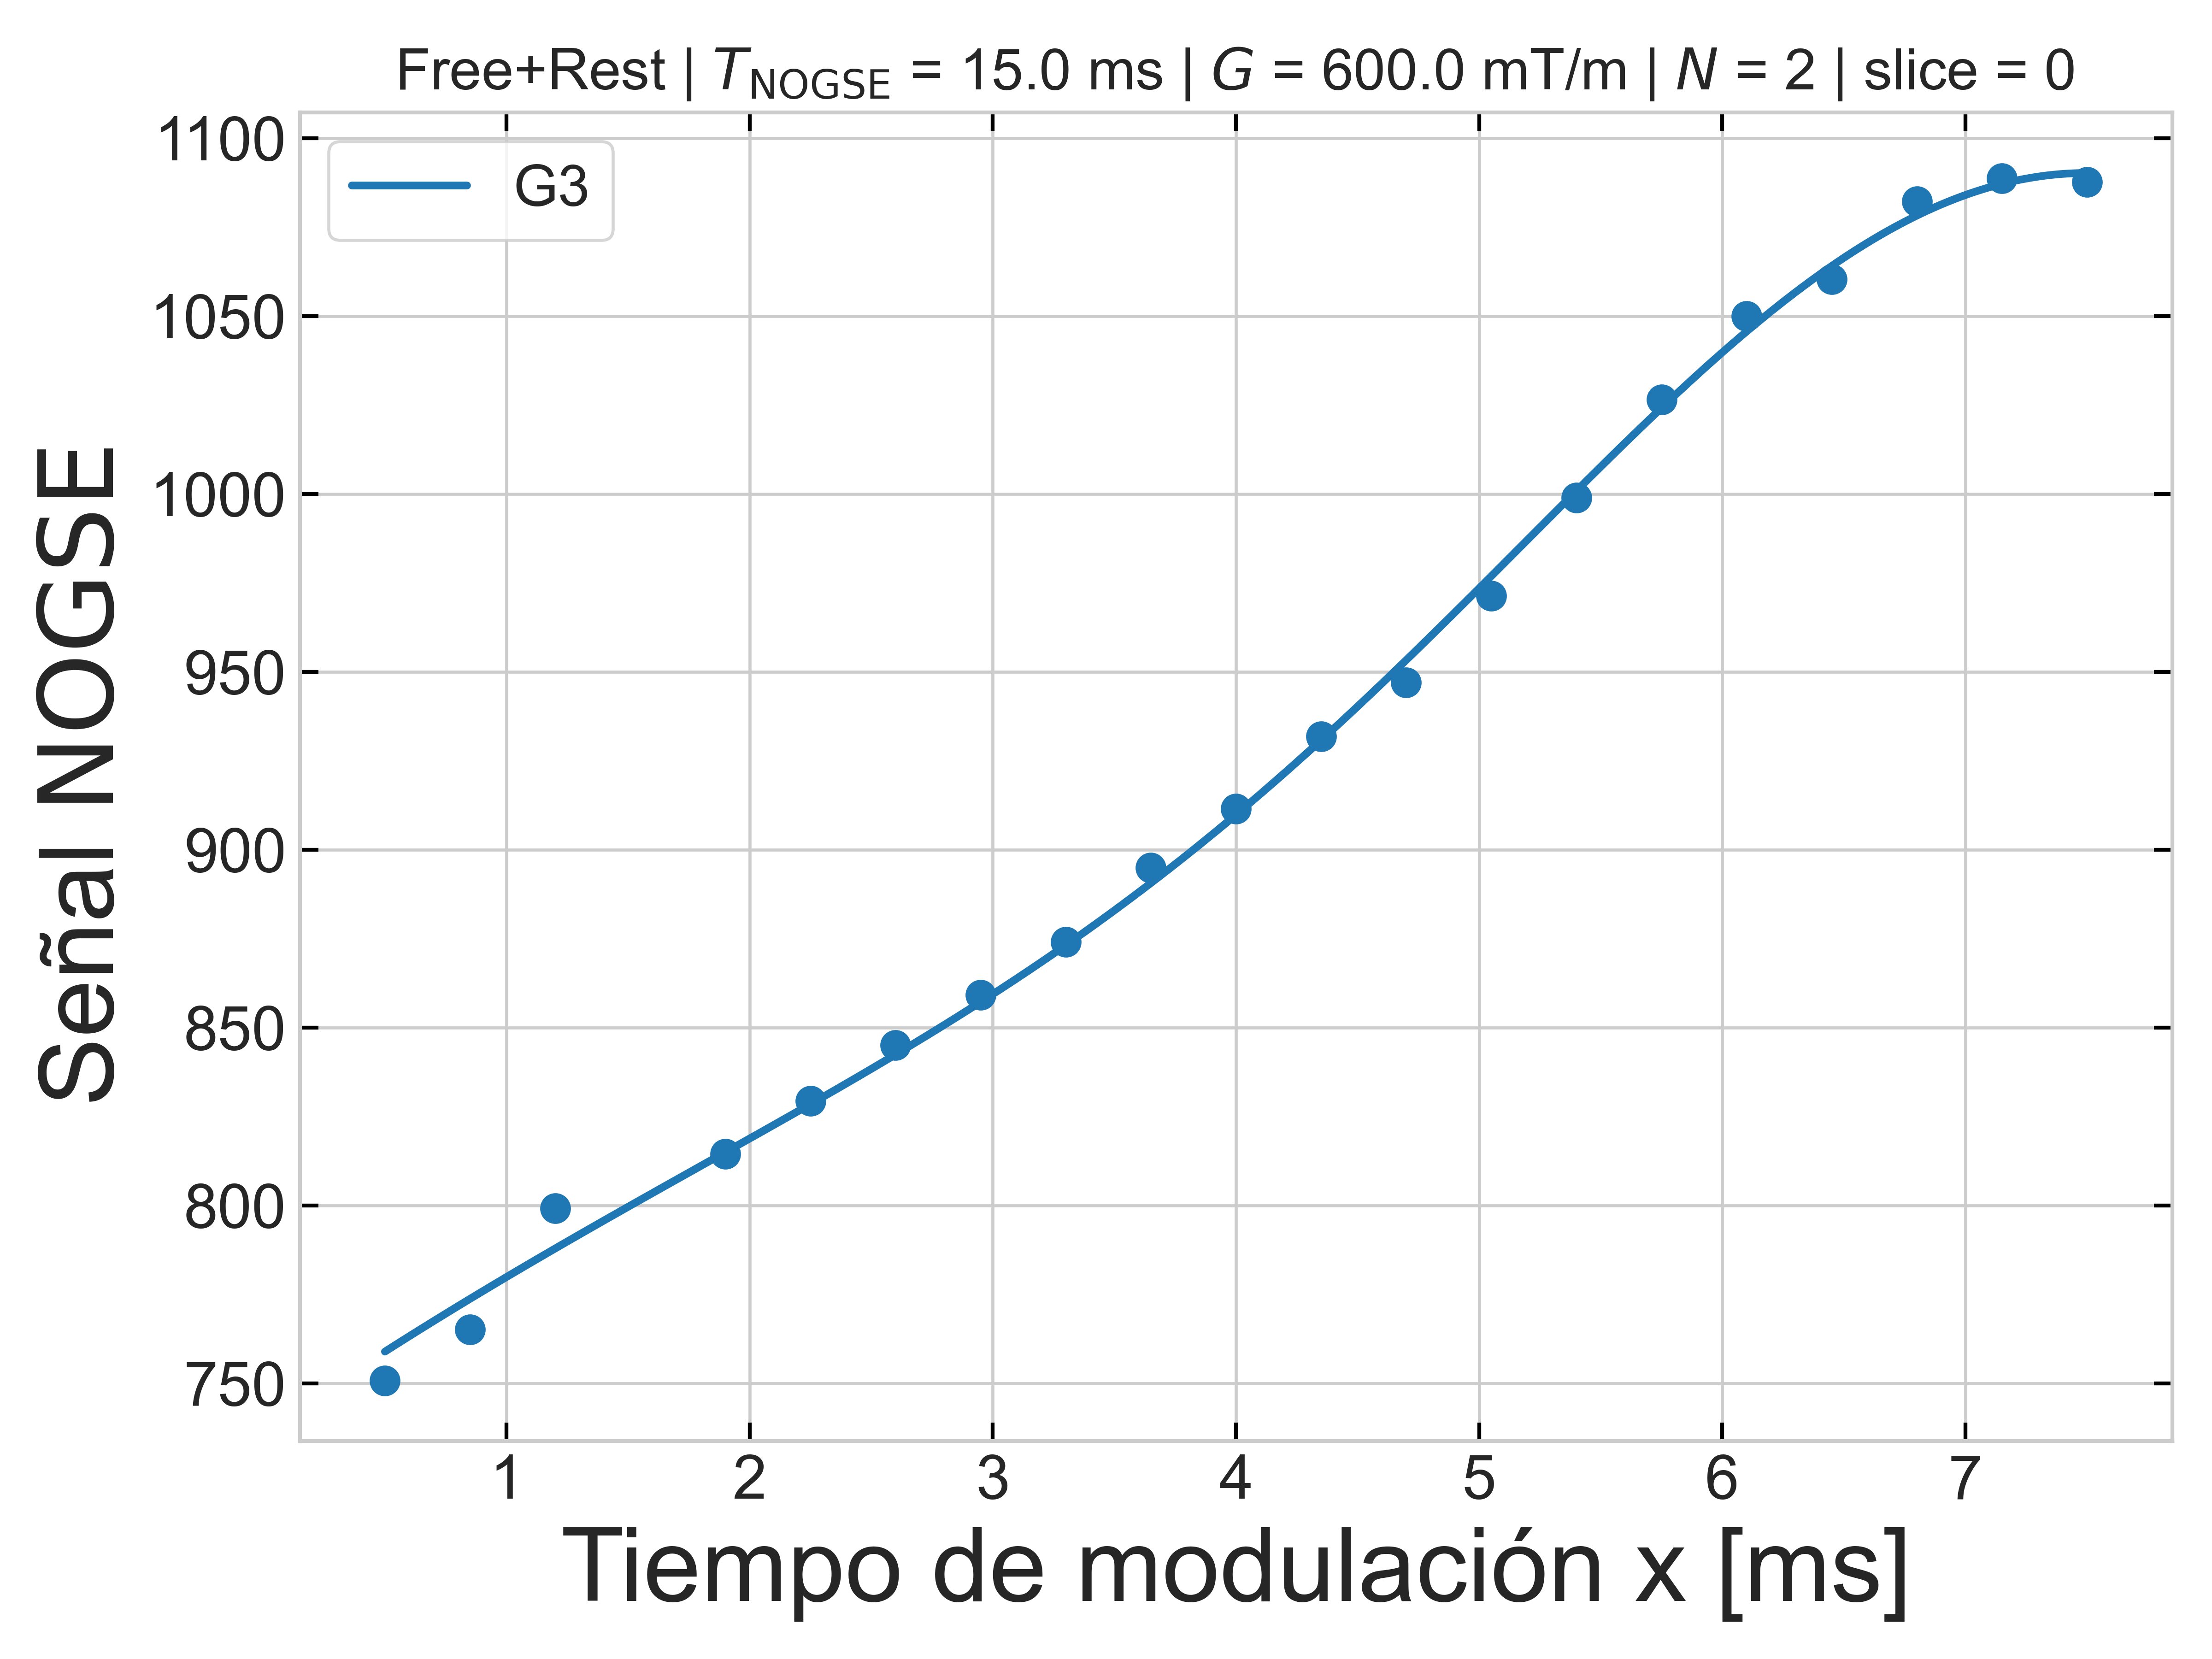 Free+Rest | T_NOGSE = 15.0 ms | G = 600.0 mT/m | N = 2 | slice = 0
G3
1100
1050
1000
950
900
850
800
750
Señal NOGSE
1 2 3 4 5 6 7
Tiempo de modulación x [ms]